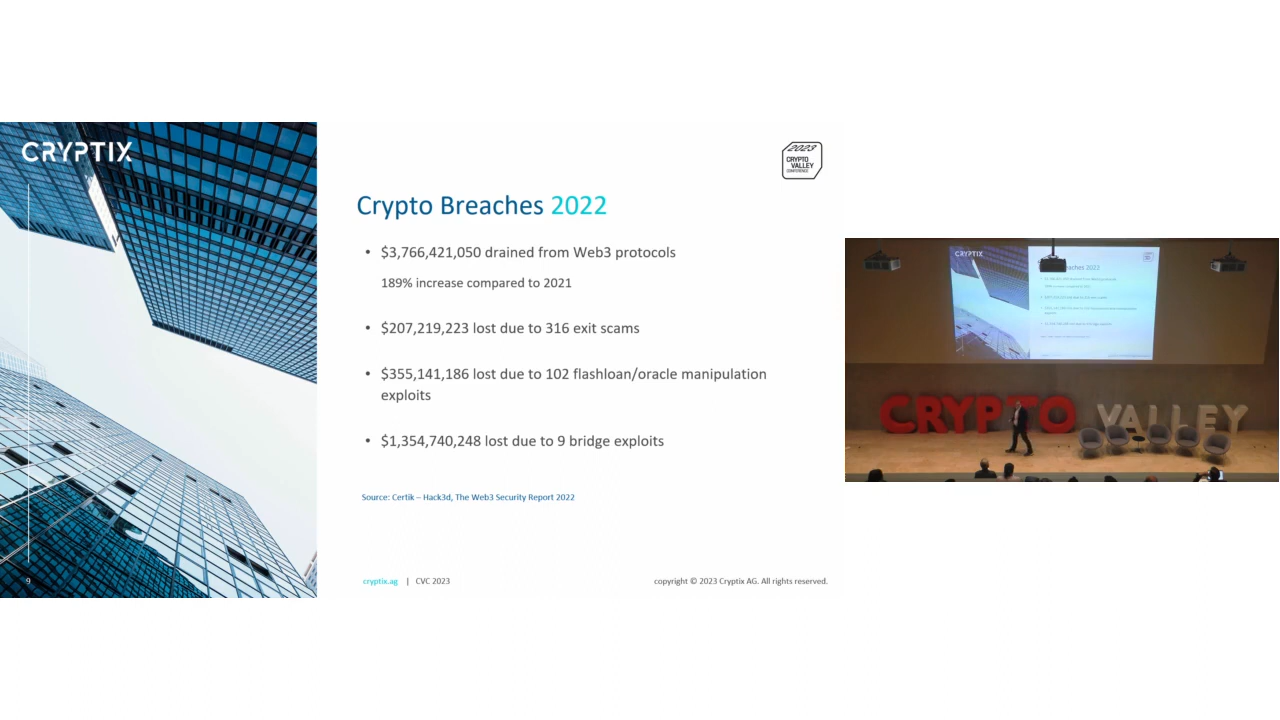 CRYPTIX
2023
CRYPTO
VALLEY
CONFERENCE
Crypto Breaches 2022
• $3,766,421,050 drained from Web3 protocols
189% increase compared to 2021
• $207,219,223 lost due to 316 exit scams
• $355,141,186 lost due to 102 flashloan/oracle manipulation
exploits
• $1,354,740,248 lost due to 9 bridge exploits
Source: Certik – Hack3d, The Web3 Security Report 2022
9
cryptix.ag | CVC 2023
copyright © 2023 Cryptix AG. All rights reserved.
CRYPTIX
CRYPTO VALLEY